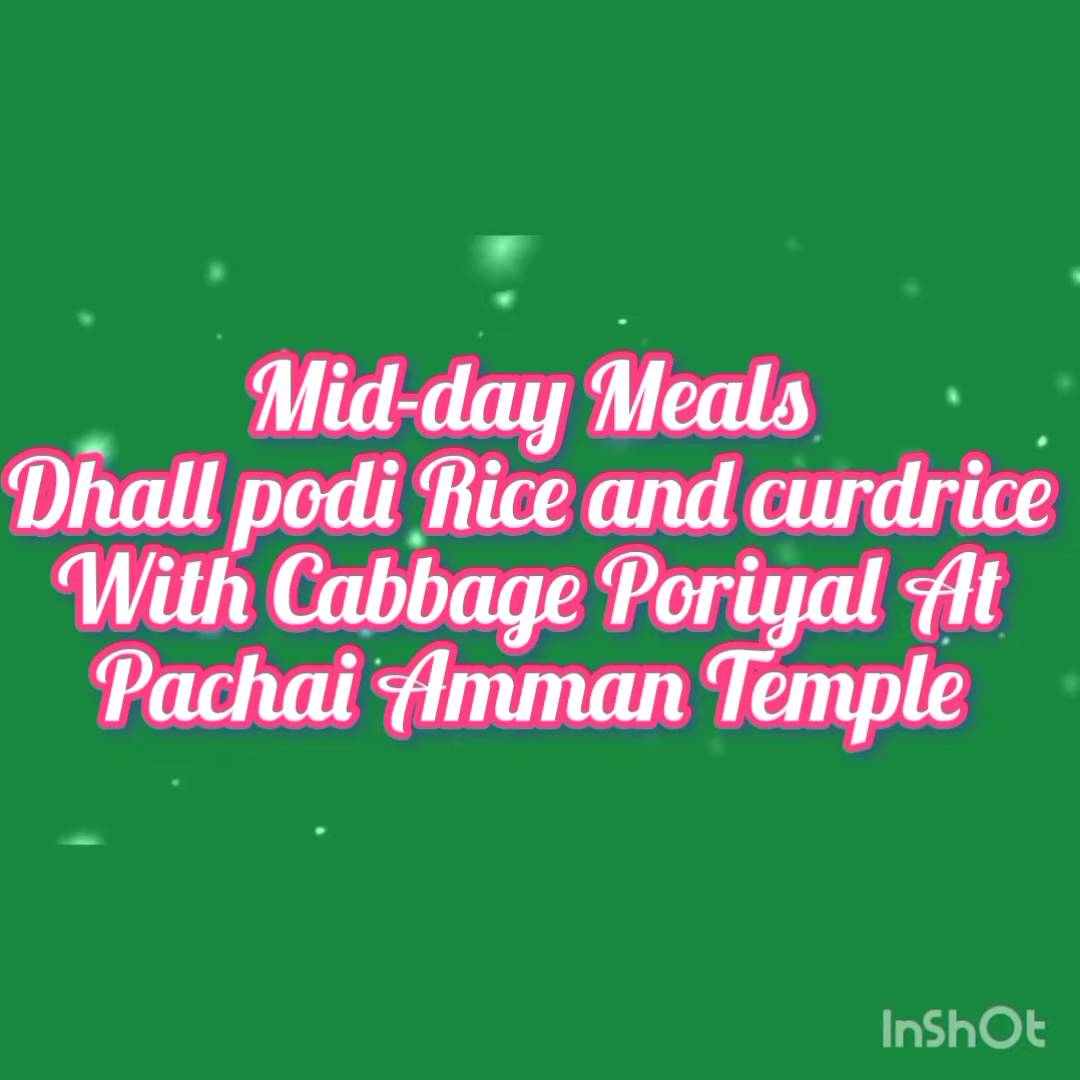 Mid-day Meals
Dhall podi Rice and curdrice
With Cabbage Poriyal At
Pachai Amman Temple
InShOt